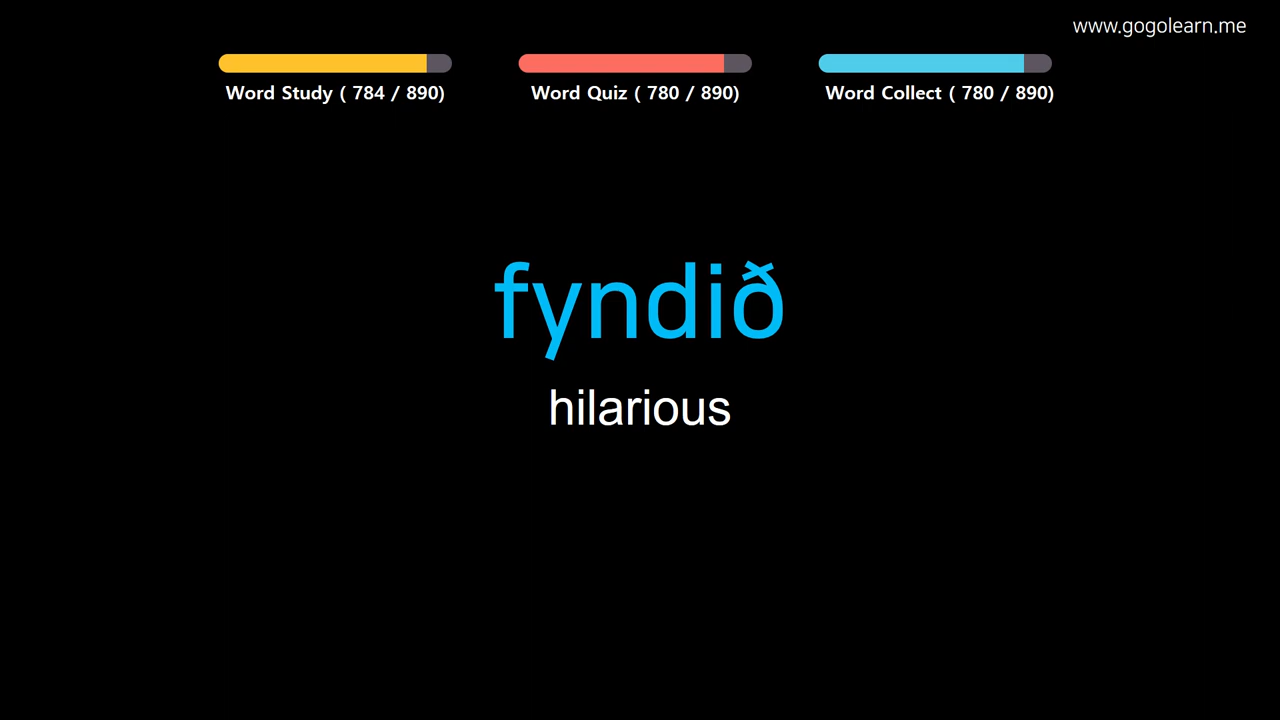 www.gogolearn.me
Word Study ( 784 / 890)
Word Quiz ( 780 / 890)
Word Collect ( 780 / 890)
fyndið
hilarious